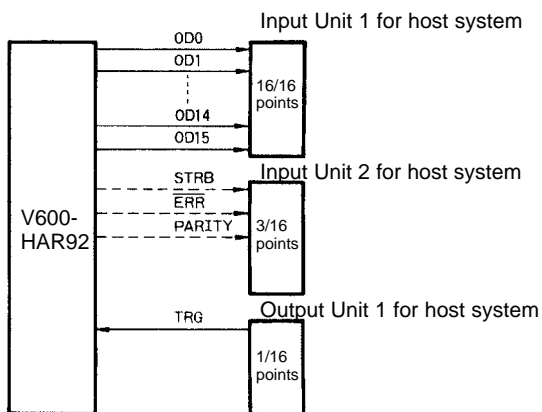 Input Unit 1 for host system
OD0
OD1
16/16
points
OD14
OD15
Input Unit 2 for host system
STRB
ERR
V600-
HAR92
PARITY
3/16
points
Output Unit 1 for host system
TRG
1/16
points